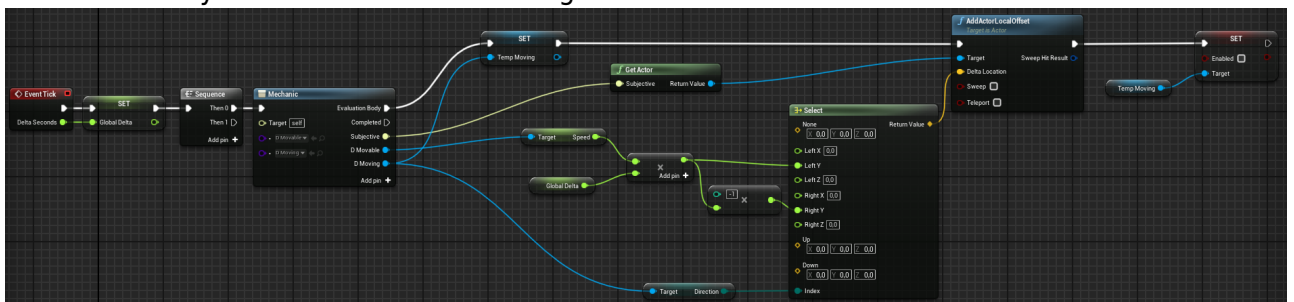 Event Tick
Delta Seconds
SET
Global Delta
Sequence
Then 0
Then 1
Add pin +
Mechanic
Evaluation Body
Target self
Completed
D Movable
Subjective
D Moving
D Movable
D Moving
Add pin +
SET
Temp Moving
f Get Actor
Subjective Return Value
Target Speed
Global Delta
X
Add pin +
-1 X
Target Direction
Select
None Return Value
X 0,0 Y 0,0 Z 0,0
Left X 0,0
Left Y
Left Z 0,0
Right X 0,0
Right Y
Right Z 0,0
Up
X 0,0 Y 0,0 Z 0,0
Down
X 0,0 Y 0,0 Z 0,0
Index
f AddActorLocalOffset
Target is Actor
Target Sweep Hit Result
Delta Location
Sweep
Teleport
Temp Moving
SET
Enabled
Target